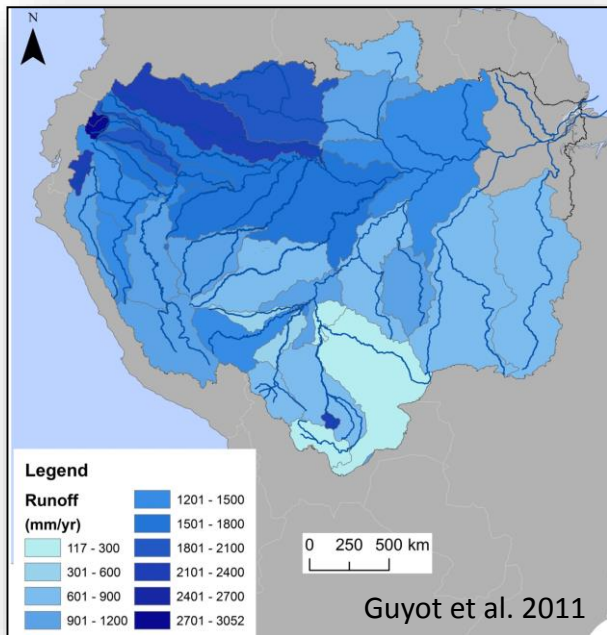 N
Legend
Runoff
(mm/yr)
117 - 300
301 - 600
601 - 900
901 - 1200
1201 - 1500
1501 - 1800
1801 - 2100
2101 - 2400
2401 - 2700
2701 - 3052
0 250 500 km
Guyot et al. 2011